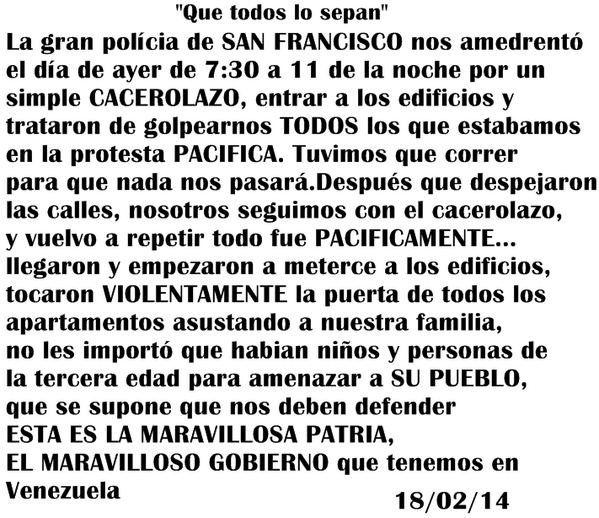 "Que todos lo sepan"
La gran polícia de SAN FRANCISCO nos amedrentó
el día de ayer de 7:30 a 11 de la noche por un
simple CACEROLAZO, entrar a los edificios y
trataron de golpearnos TODOS los que estabamos
en la protesta PACIFICA. Tuvimos que correr
para que nada nos pasará.Después que despejaron
las calles, nosotros seguimos con el cacerolazo,
y vuelvo a repetir todo fue PACIFICAMENTE...
llegaron y empezaron a meterce a los edificios,
tocaron VIOLENTAMENTE la puerta de todos los
apartamentos asustando a nuestra familia,
no les importó que habian niños y personas de
la tercera edad para amenazar a SU PUEBLO,
que se supone que nos deben defender
ESTA ES LA MARAVILLOSA PATRIA,
EL MARAVILLOSO GOBIERNO que tenemos en
Venezuela
18/02/14